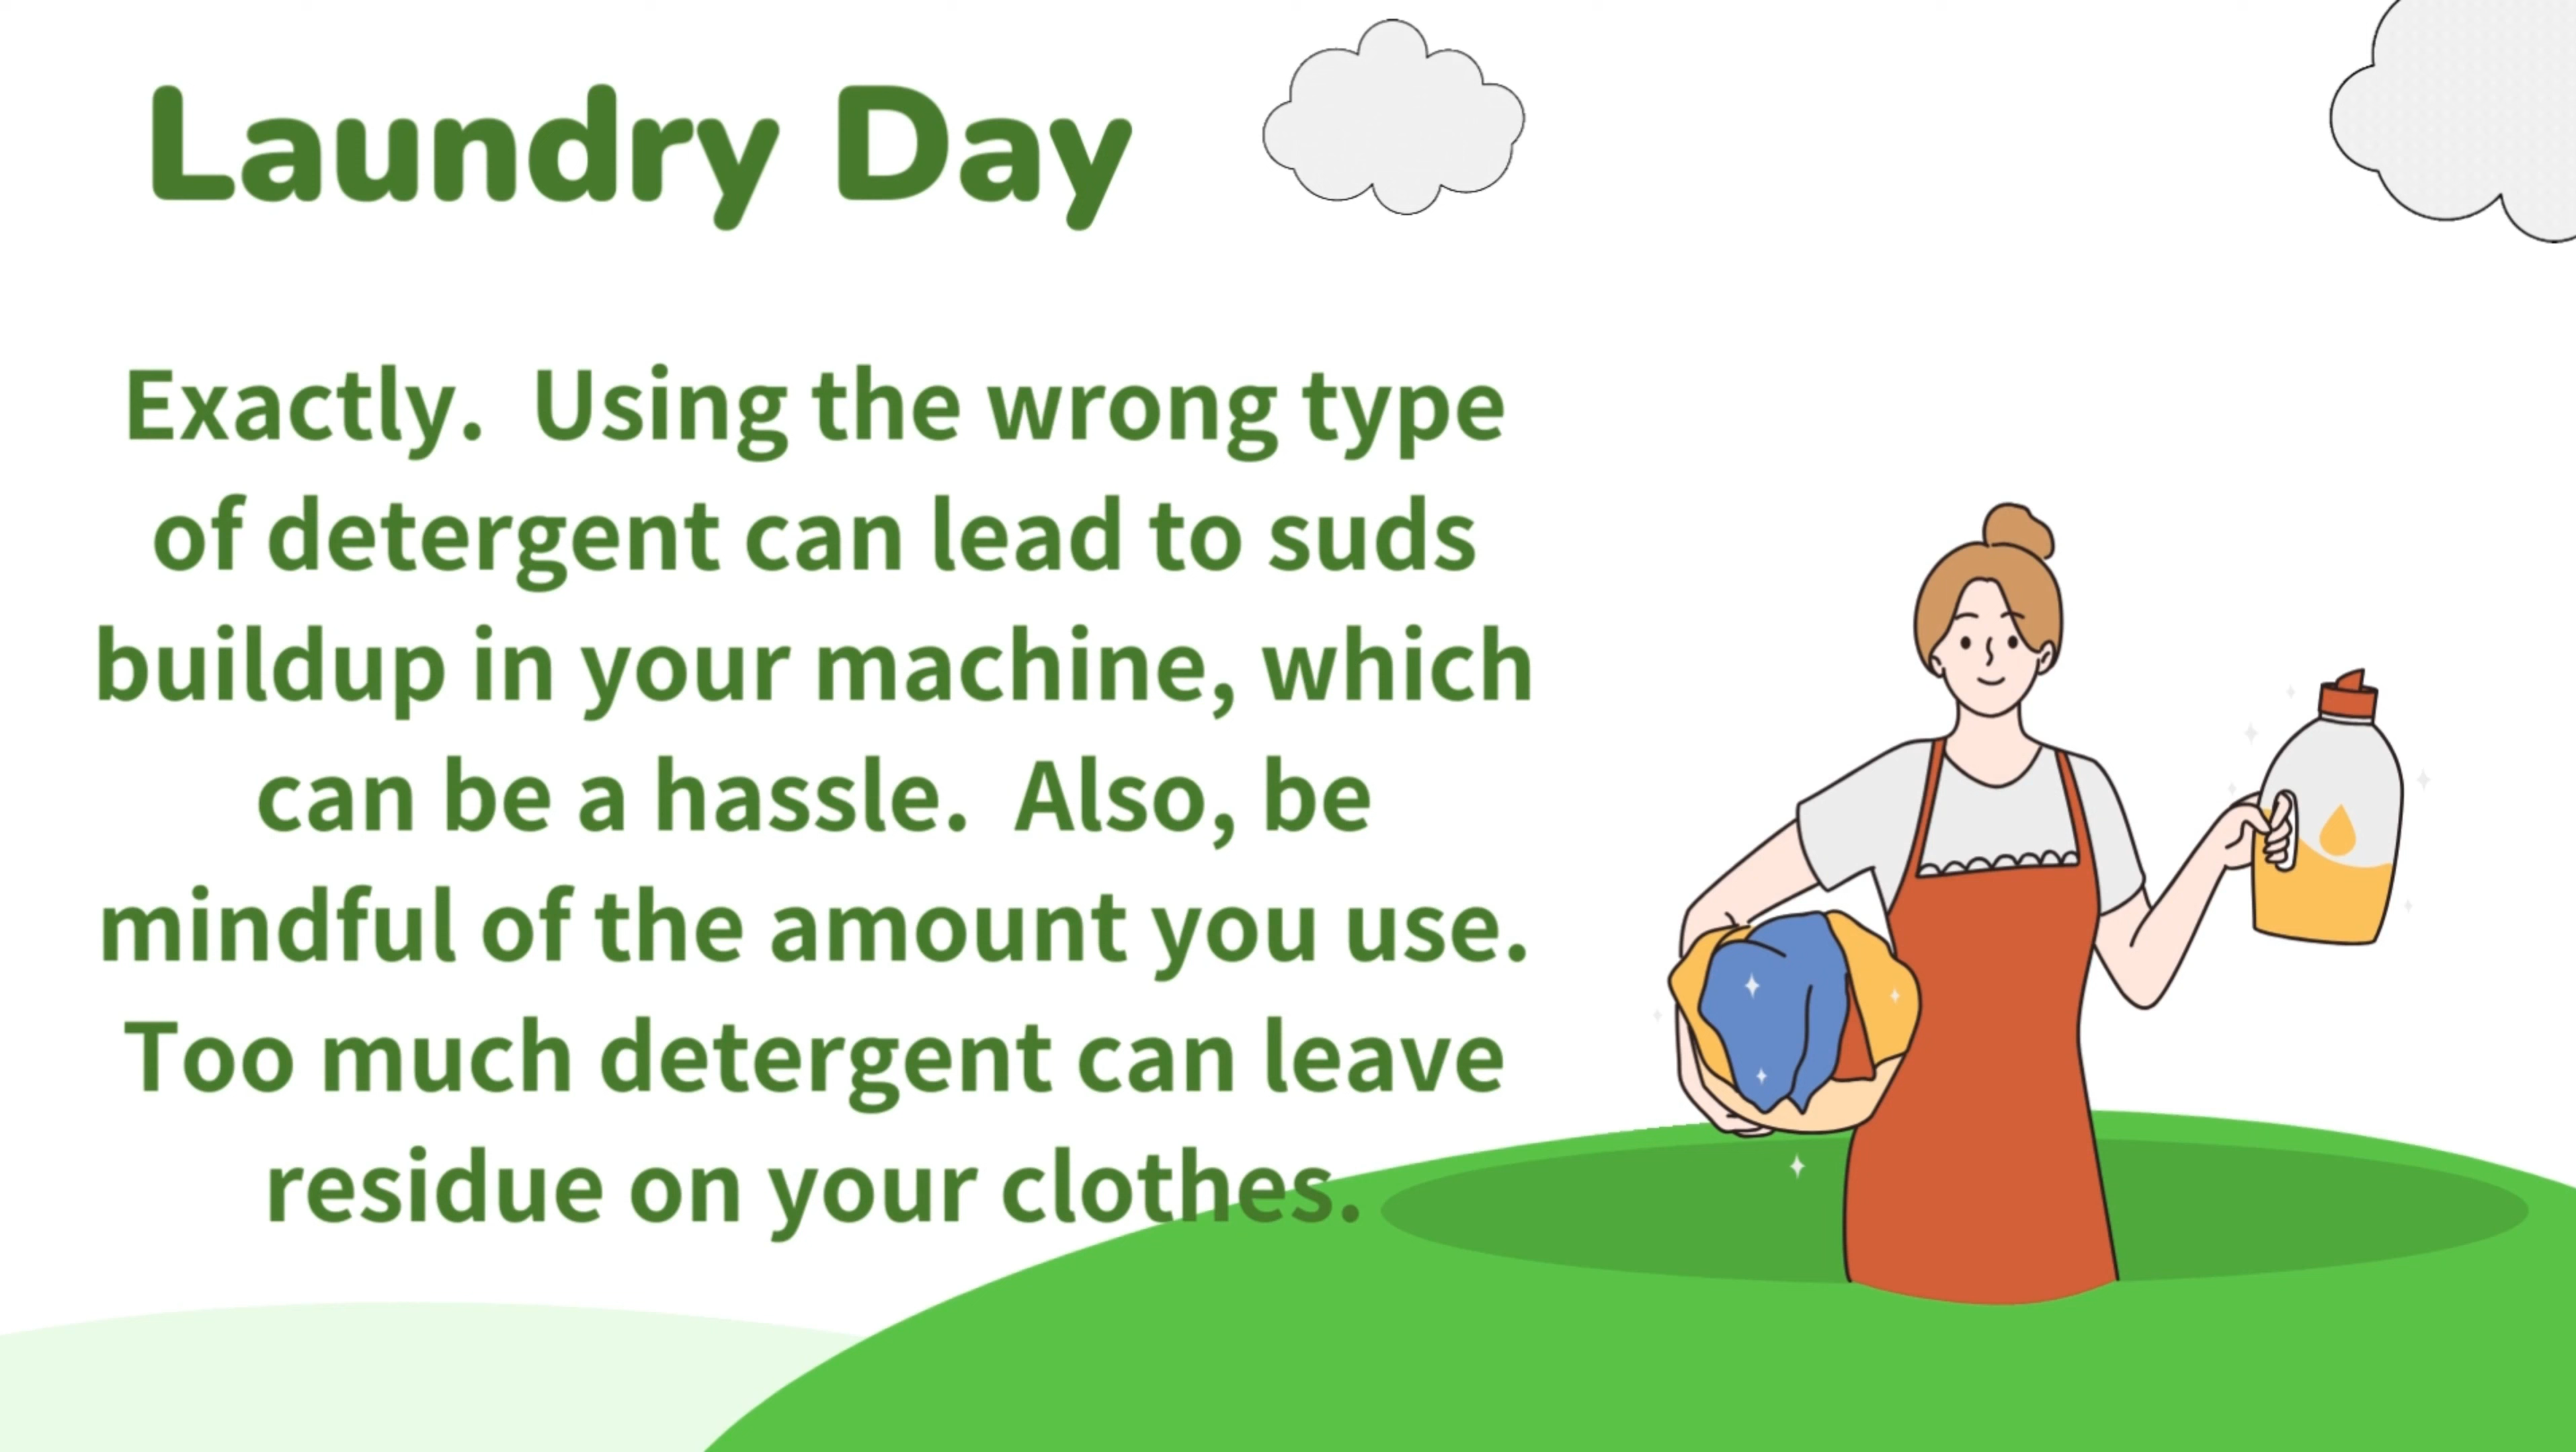 Laundry Day
Exactly.  Using the wrong type
of detergent can lead to suds
buildup in your machine, which
can be a hassle.  Also, be
mindful of the amount you use.
Too much detergent can leave
residue on your clothes.